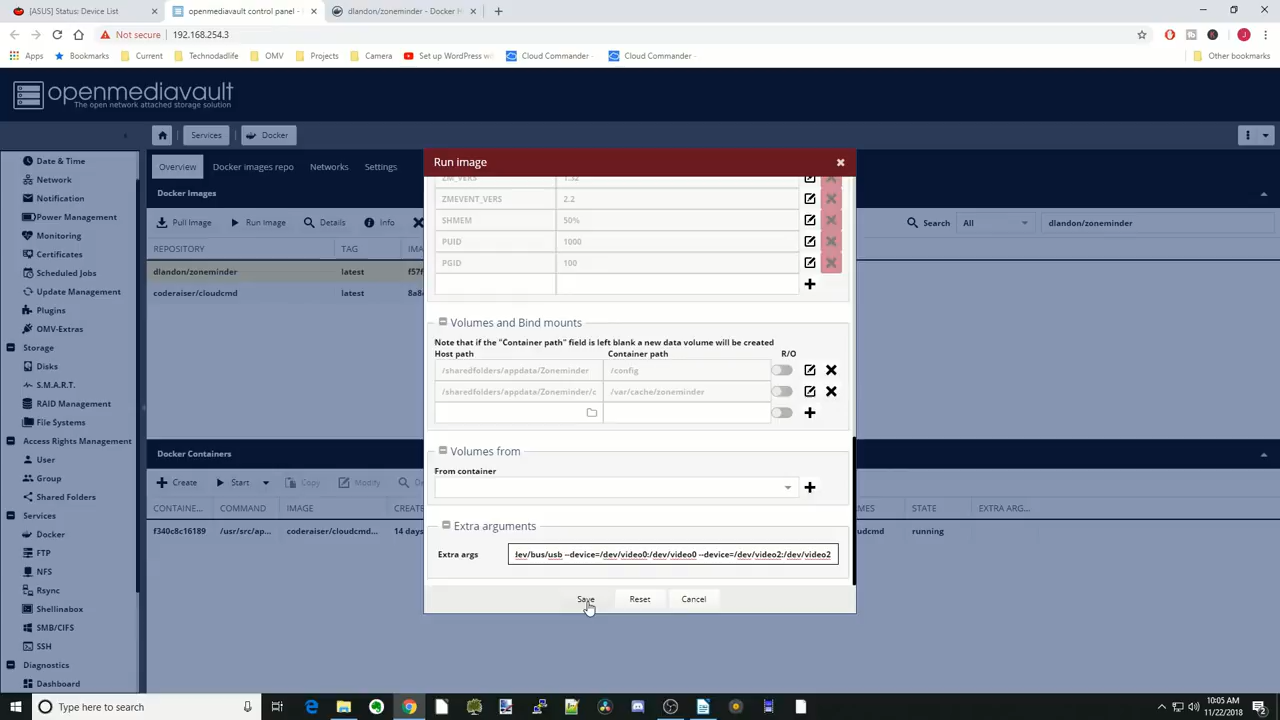 [ASUS] Status: Device List
openmediavault control panel -
dlandon/zoneminder - Docker H
Not secure
192.168.254.3
Apps
Bookmarks
Current
Technodadlife
OMV
Projects
Camera
Set up WordPress wi
Cloud Commander -
Cloud Commander -
Other bookmarks
openmediavault
The open network attached storage solution
Services
Docker
Overview
Docker images repo
Networks
Settings
Docker Images
Pull Image
Run Image
Details
Info
Search
All
dlandon/zoneminder
REPOSITORY
TAG
dlandon/zoneminder
latest
coderaiser/cloudcmd
latest
Date & Time
Network
Notification
Power Management
Monitoring
Certificates
Scheduled Jobs
Update Management
Plugins
OMV-Extras
Storage
Disks
S.M.A.R.T.
RAID Management
File Systems
Access Rights Management
User
Group
Shared Folders
Services
Docker
FTP
NFS
Rsync
Shellinabox
SMB/CIFS
SSH
Diagnostics
Dashboard
Docker Containers
Create
Start
Copy
Modify
CONTAINE...
COMMAND
IMAGE
STATE
EXTRA ARG...
f340c8c16189
/usr/src/ap...
coderaiser/cloudcmd...
14 days
running
Run image
ZM_VERS
1.32
ZMEVENT_VERS
2.2
SHMEM
50%
PUID
1000
PGID
100
Volumes and Bind mounts
Note that if the "Container path" field is left blank a new data volume will be created
Host path
Container path
R/O
/sharedfolders/appdata/Zoneminder
/config
/sharedfolders/appdata/Zoneminder/c
/var/cache/zoneminder
Volumes from
From container
Extra arguments
Extra args
/bus/usb --device=/dev/video0:/dev/video0 --device=/dev/video2:/dev/video2
Save
Reset
Cancel
Type here to search
10:05 AM
11/22/2018